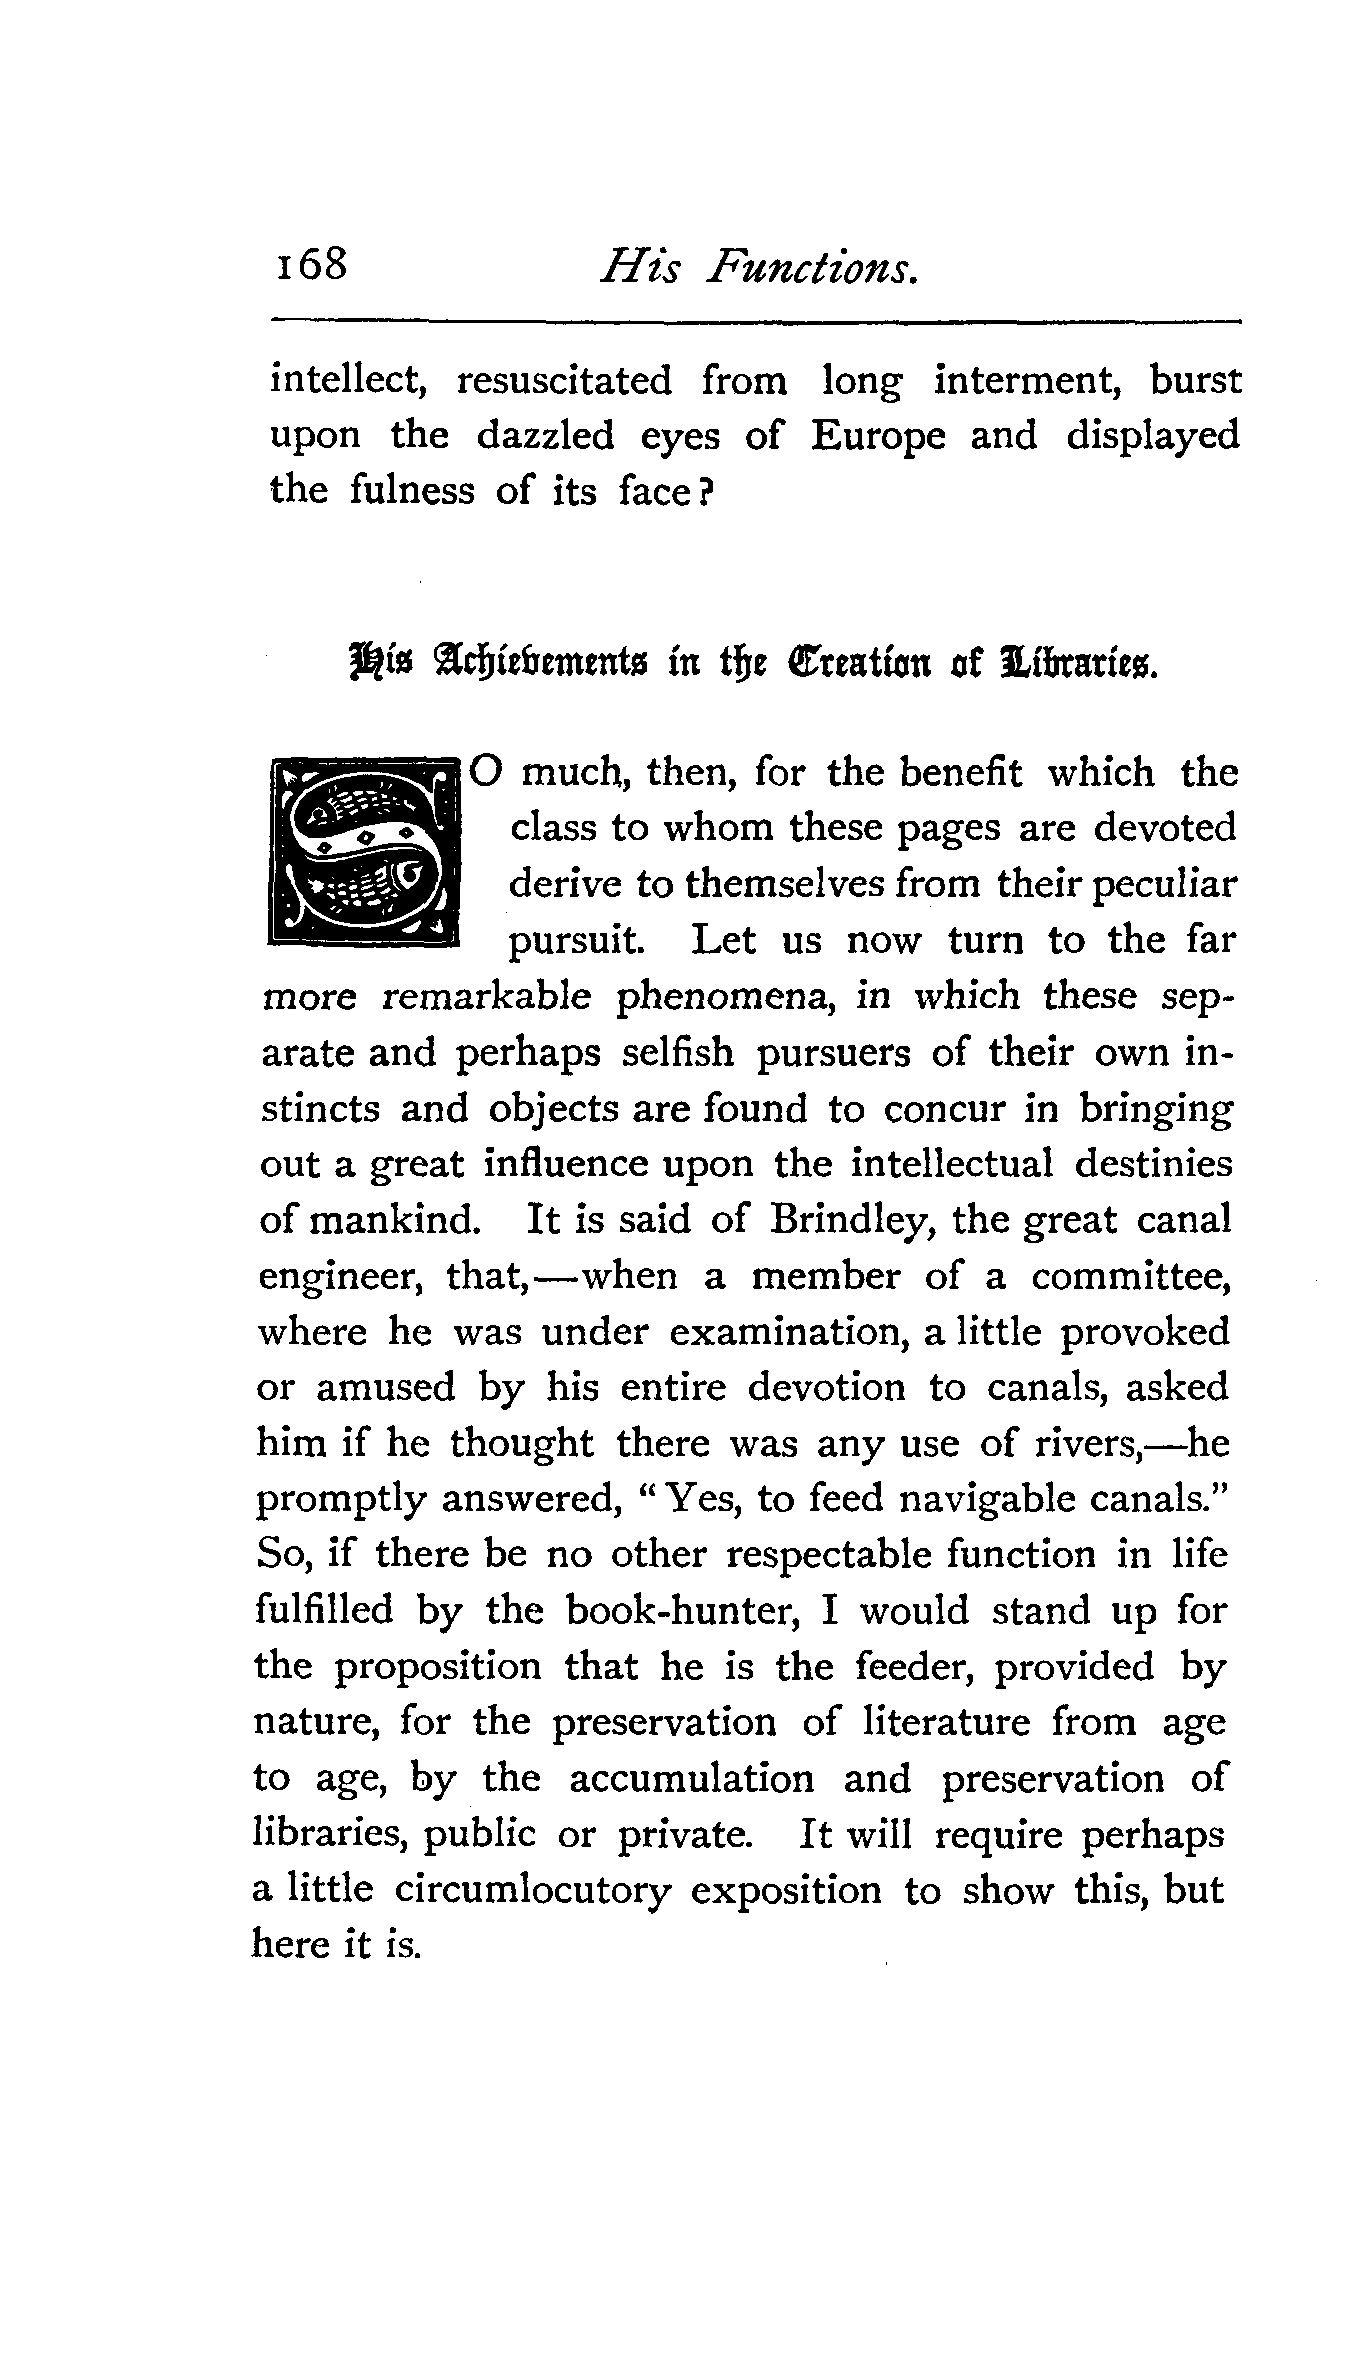 168 His Functions.
intellect, resuscitated from long interment, burst
upon the dazzled eyes of Europe and displayed
the fulness of its face?
His Achievements in the Creation of Libraries.
SO much, then, for the benefit which the
class to whom these pages are devoted
derive to themselves from their peculiar
pursuit. Let us now turn to the far
more remarkable phenomena, in which these sep-
arate and perhaps selfish pursuers of their own in-
stincts and objects are found to concur in bringing
out a great influence upon the intellectual destinies
of mankind. It is said of Brindley, the great canal
engineer, that,—when a member of a committee,
where he was under examination, a little provoked
or amused by his entire devotion to canals, asked
him if he thought there was any use of rivers,—he
promptly answered, “Yes, to feed navigable canals.”
So, if there be no other respectable function in life
fulfilled by the book-hunter, I would stand up for
the proposition that he is the feeder, provided by
nature, for the preservation of literature from age
to age, by the accumulation and preservation of
libraries, public or private. It will require perhaps
a little circumlocutory exposition to show this, but
here it is.